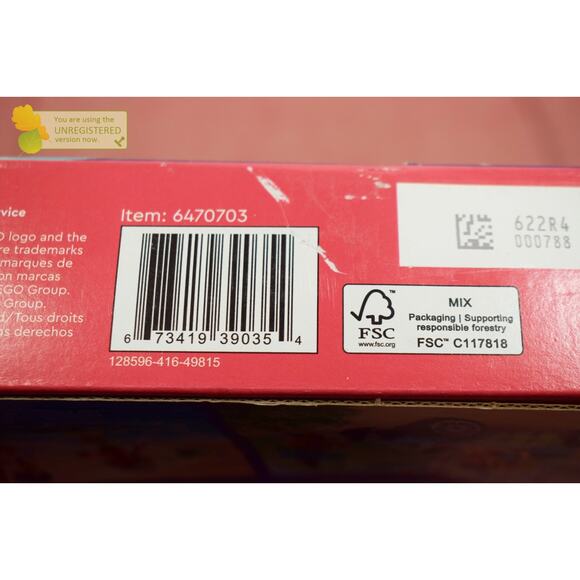 You are using the
UNREGISTERED
version now.
rvice
O logo and the
re trademarks
marques de
on marcas
EGO Group.
Group.
d/Tous droits
os derechos
Item: 6470703
6 73419 39035 4
128596-416-49815
622R4
000788
FSC
www.fsc.org
MIX
Packaging | Supporting
responsible forestry
FSC™ C117818